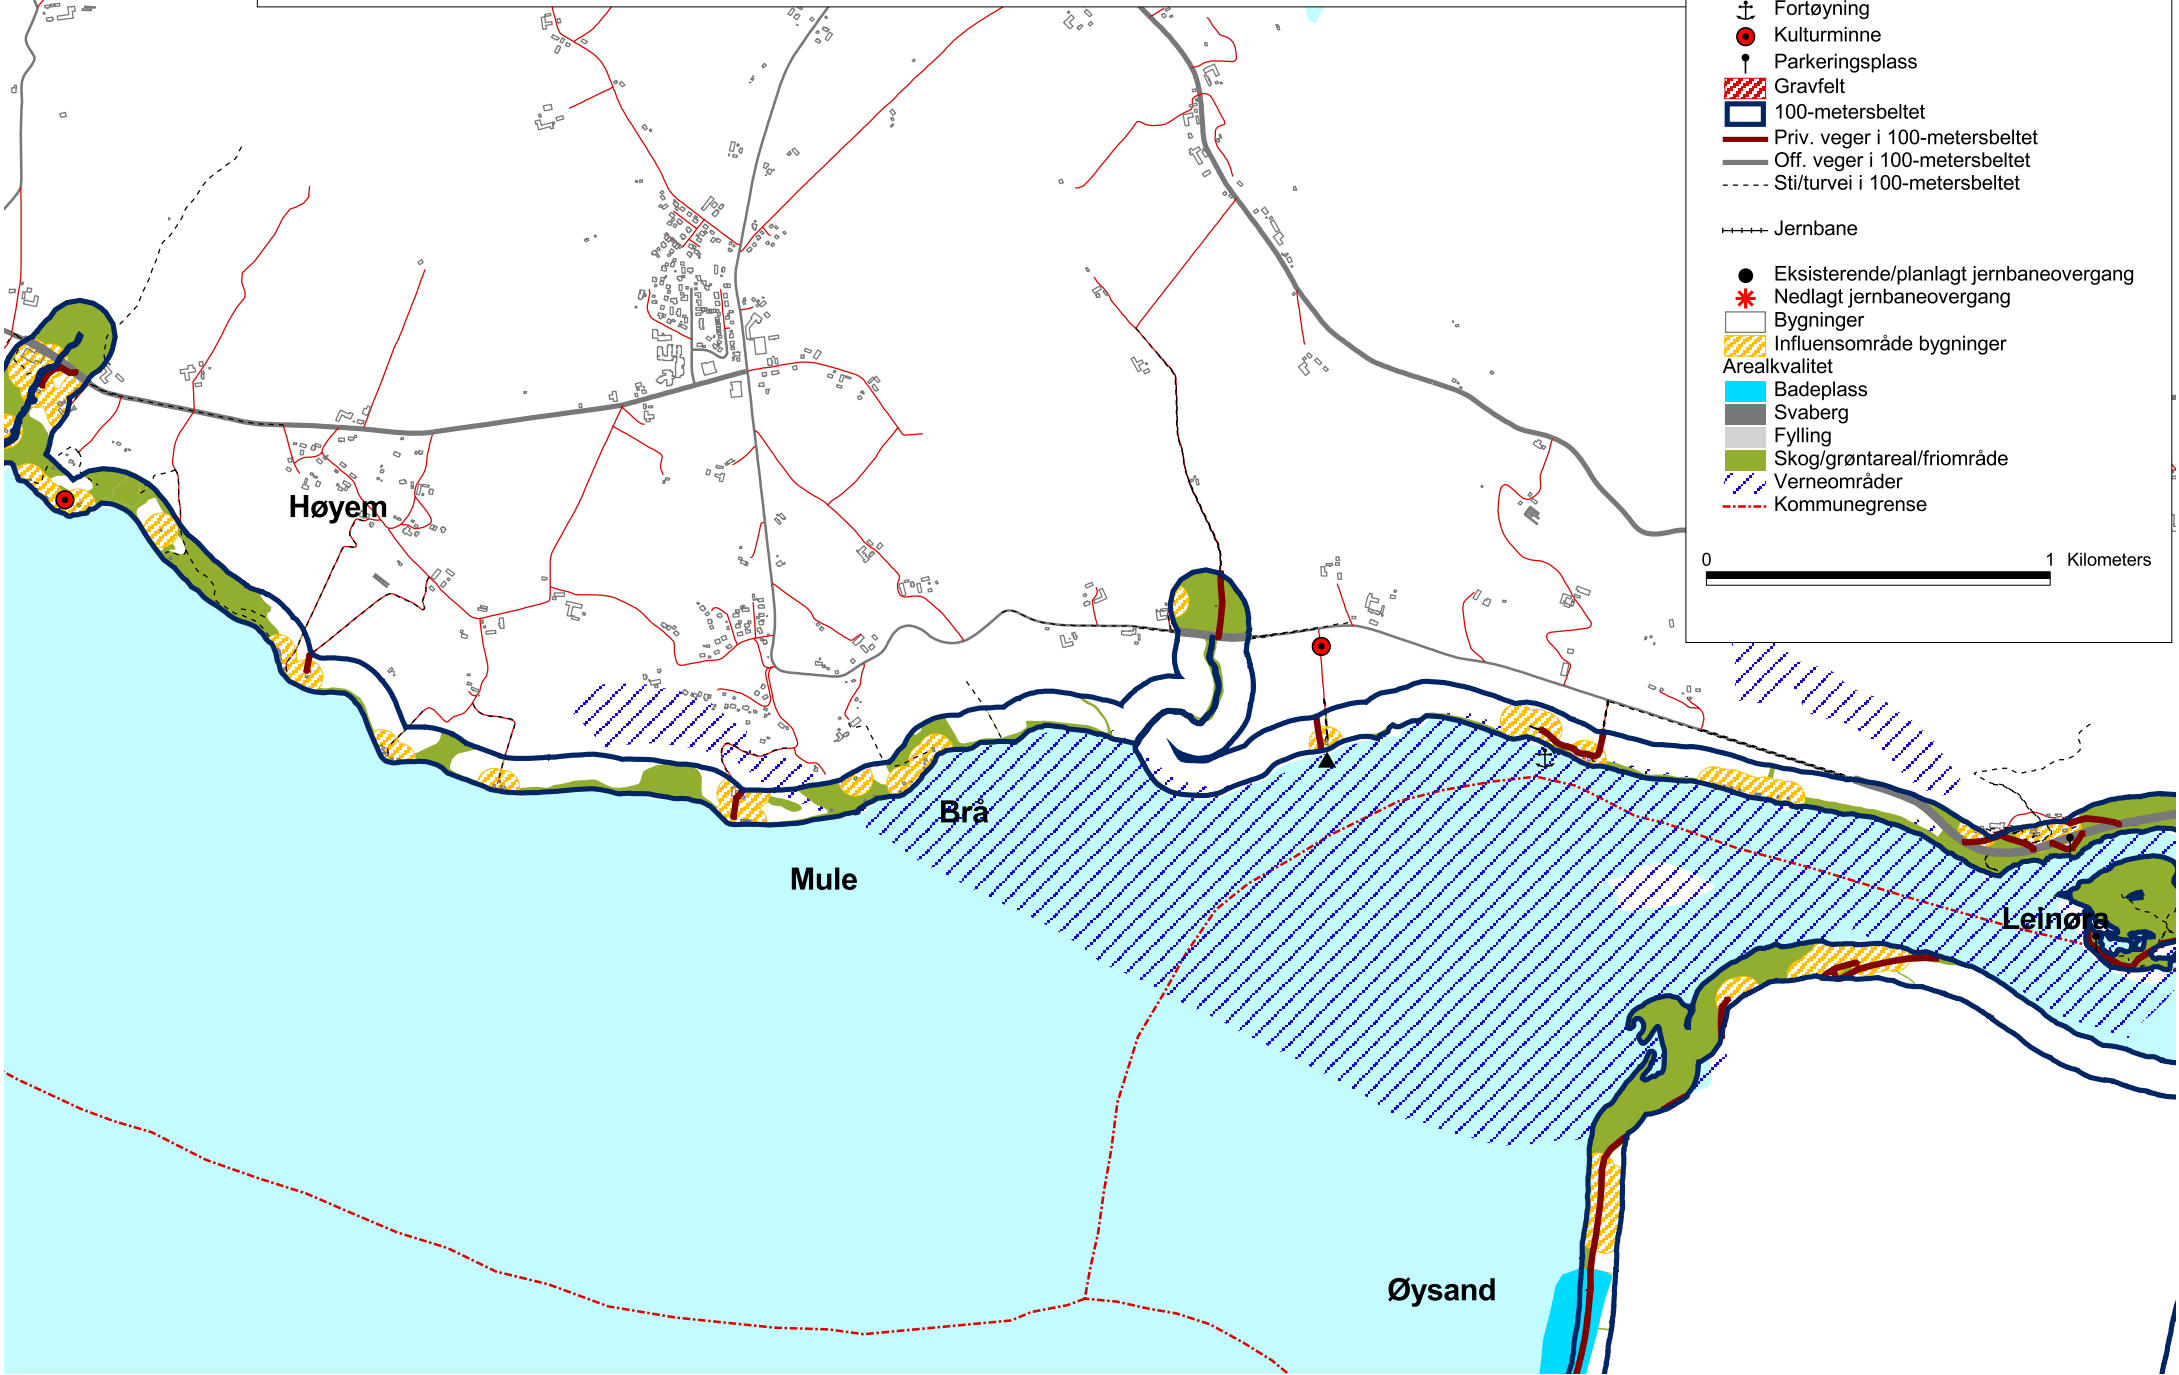 Fortøyning
Kulturminne
Parkeringsplass
Gravfelt
100-metersbeltet
Priv. veger i 100-metersbeltet
Off. veger i 100-metersbeltet
Sti/turvei i 100-metersbeltet
Jernbane
Eksisterende/planlagt jernbaneovergang
Nedlagt jernbaneovergang
Bygninger
Influensområde bygninger
Arealkvalitet
Badeplass
Svaberg
Fylling
Skog/grøntareal/friområde
Verneområder
Kommunegrense
0 1 Kilometers
Høyem
Brå
Mule
Leinøra
Øysand